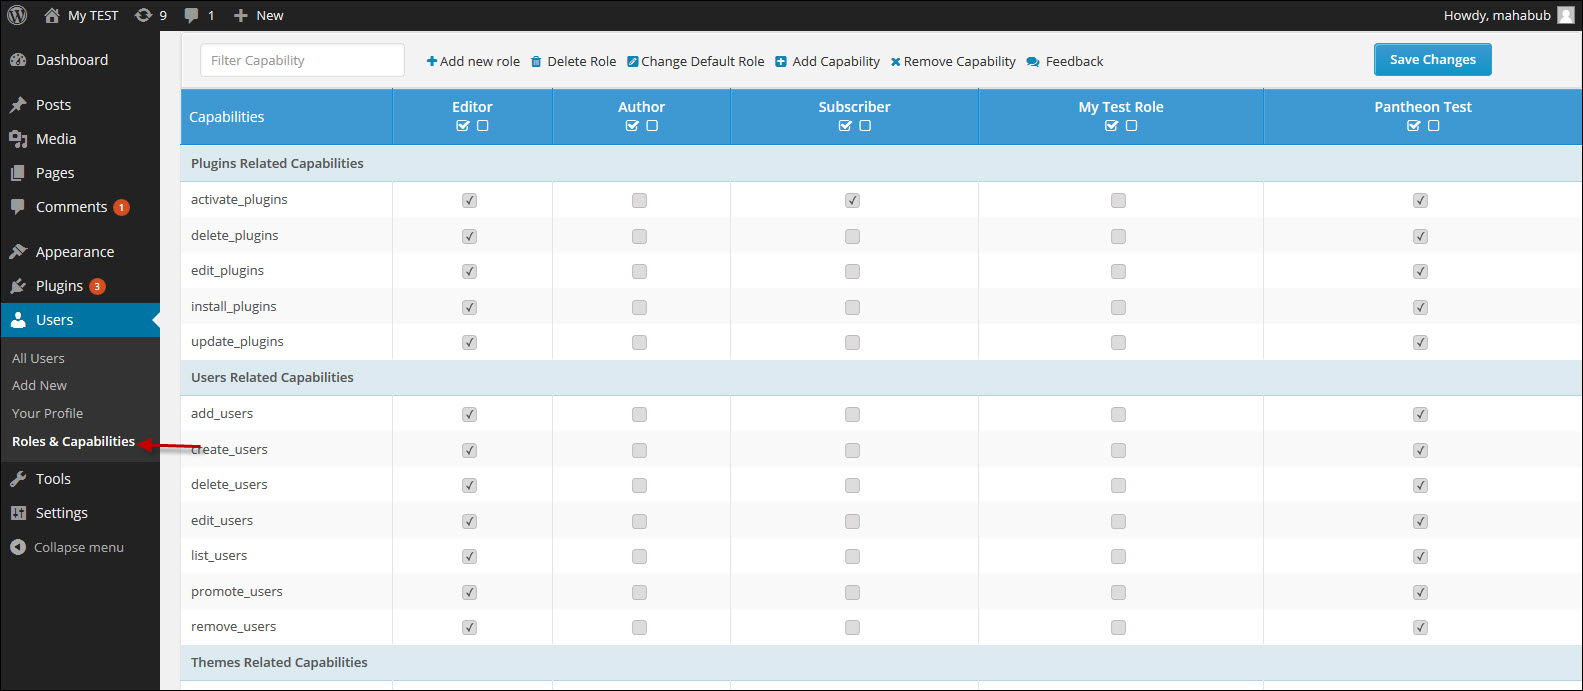 My TEST 9 1 New Howdy, mahabub
Dashboard
Posts
Media
Pages
Comments 1
Appearance
Plugins 3
Users
All Users
Add New
Your Profile
Roles & Capabilities
Tools
Settings
Collapse menu
Filter Capability Add new role Delete Role Change Default Role Add Capability Remove Capability Feedback Save Changes
Capabilities Editor Author Subscriber My Test Role Pantheon Test
Plugins Related Capabilities
activate_plugins
delete_plugins
edit_plugins
install_plugins
update_plugins
Users Related Capabilities
add_users
create_users
delete_users
edit_users
list_users
promote_users
remove_users
Themes Related Capabilities